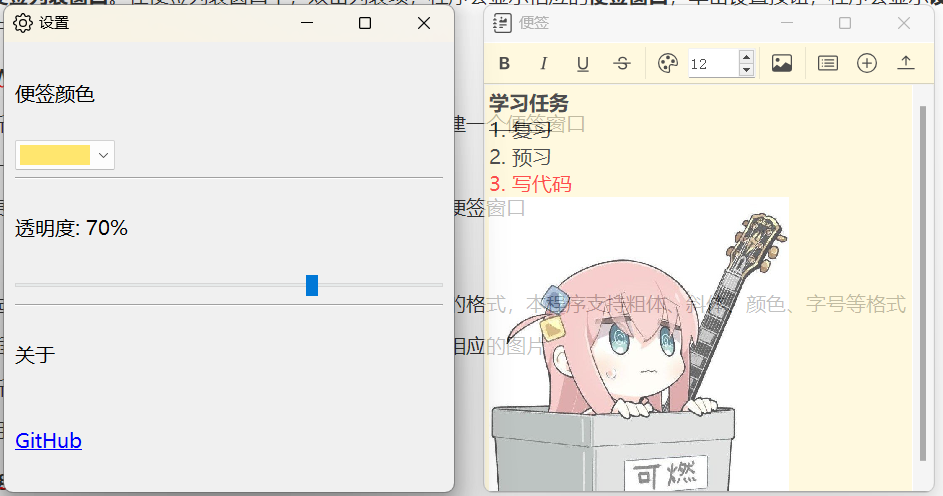 设置
便签颜色
透明度: 70%
关于
GitHub
便签
B I U S 12
学习任务
1. 复习
2. 预习
3. 写代码
可燃
建一个便签窗口
便签窗口
的格式，本程序支持粗体、斜体、颜色、字号等格式
相应的图片